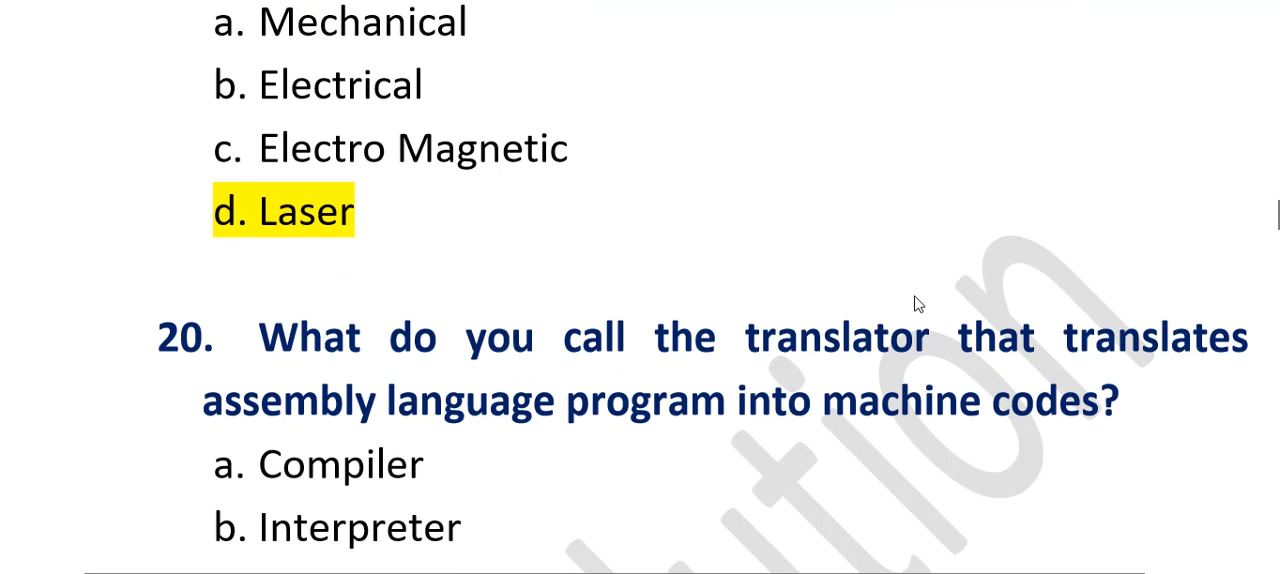 a. Mechanical
b. Electrical
c. Electro Magnetic
d. Laser
20. What do you call the translator that translates
assembly language program into machine codes?
a. Compiler
b. Interpreter